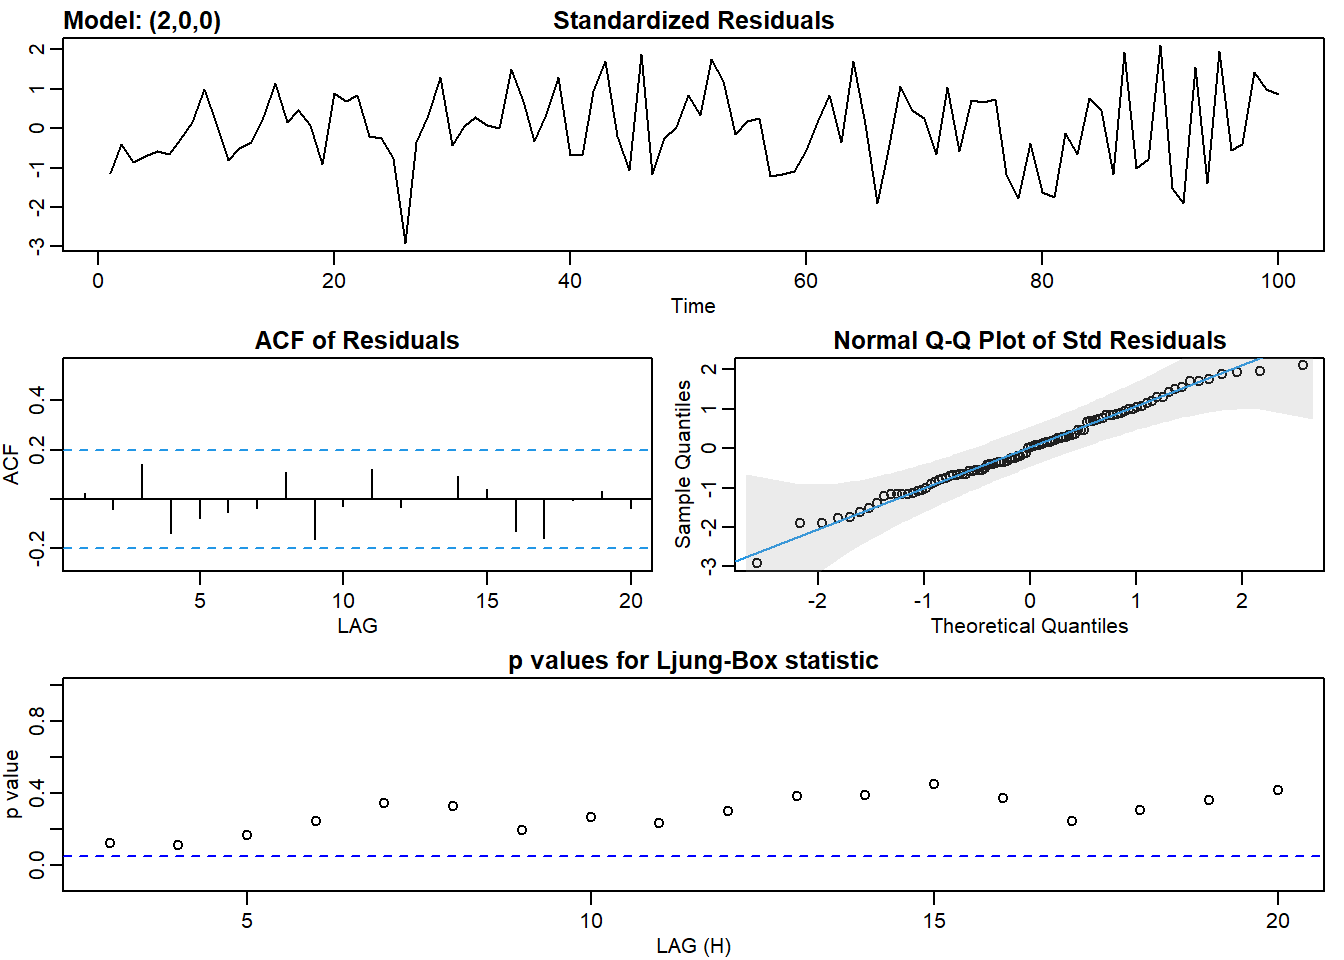 Model: (2,0,0) Standardized Residuals
2
1
0
-1
-2
-3
0 20 40 60 80 100
Time
ACF of Residuals
ACF
0.4
0.2
-0.2
5 10 15 20
LAG
Normal Q-Q Plot of Std Residuals
Sample Quantiles
2
1
0
-1
-2
-3
-2 -1 0 1 2
Theoretical Quantiles
p values for Ljung-Box statistic
p value
0.8
0.4
0.0
5 10 15 20
LAG (H)